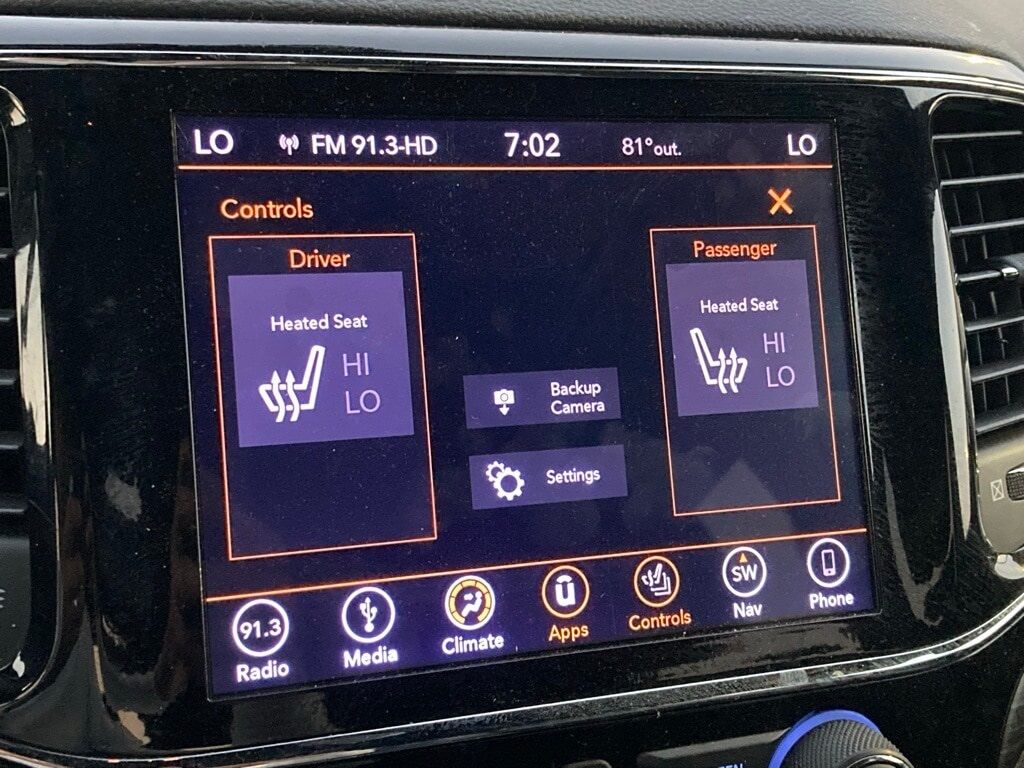 LO FM 91.3-HD 7:02 81°out. LO
Controls
Driver
Heated Seat
HI
LO
Backup
Camera
Settings
Passenger
Heated Seat
HI
LO
91.3
Radio
Media
Climate
u
Apps
Controls
SW
Nav
Phone